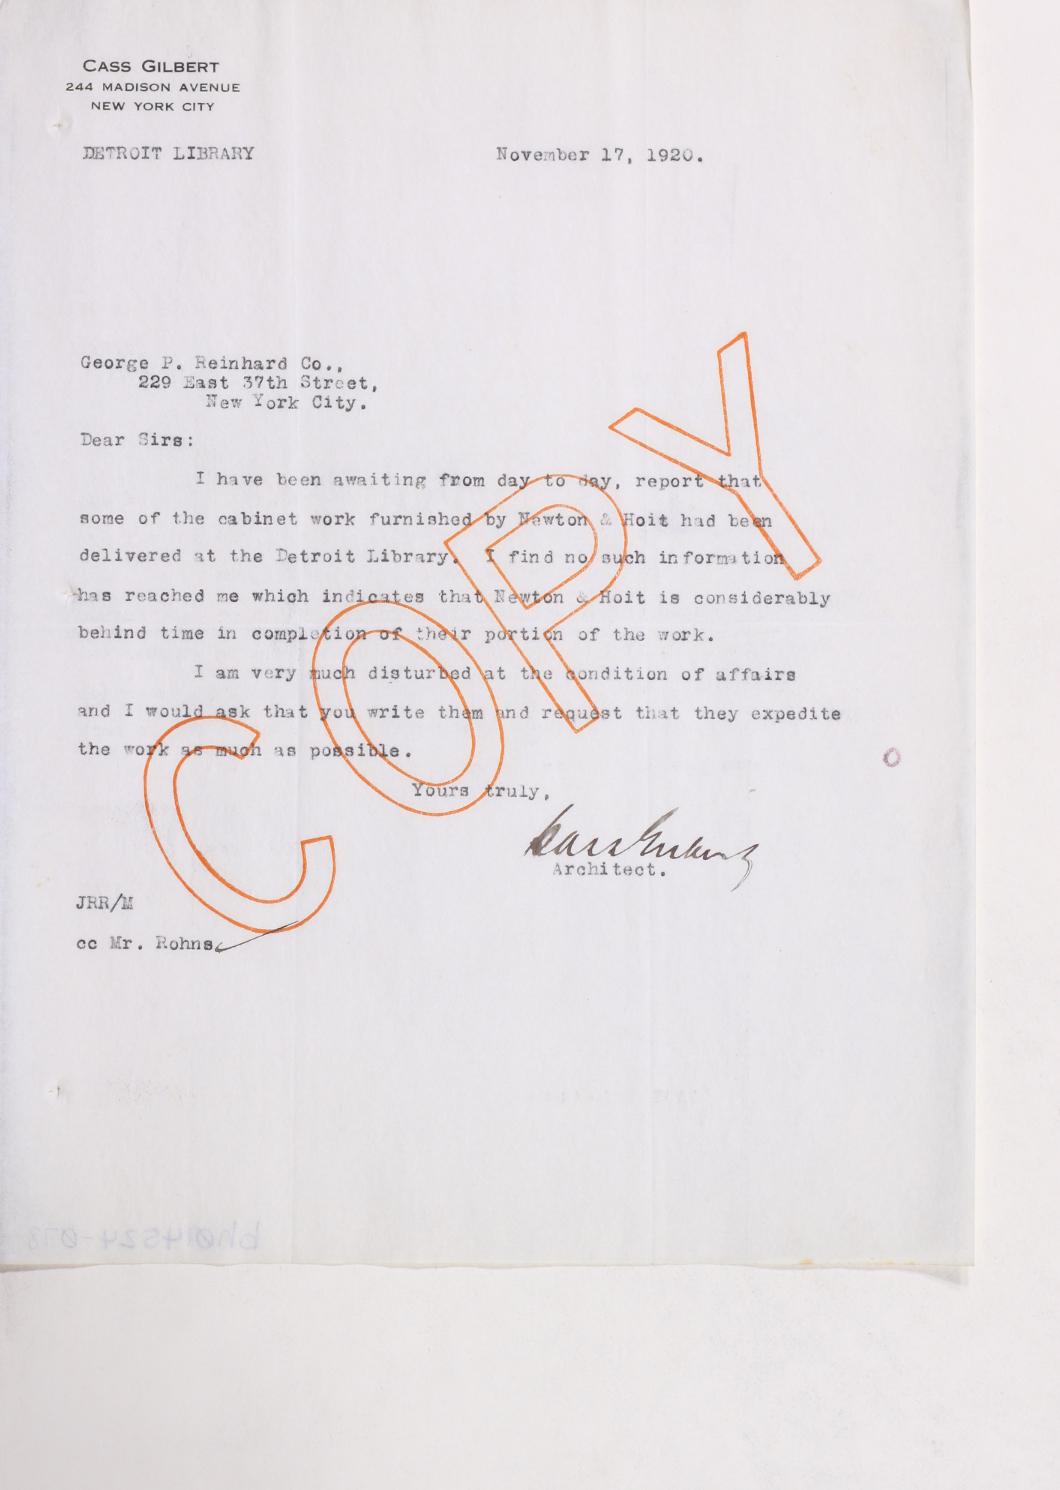 CASS GILBERT
244 MADISON AVENUE
NEW YORK CITY
DETROIT LIBRARY
November 17, 1920.
George P. Reinhard Co.,
229 East 37th Street,
New York City.
Dear Sirs:
I have been awaiting from day to day, report that
some of the cabinet work furnished by Newton & Hoit had been
delivered at the Detroit Library. I find no such information
has reached me which indicates that Newton & Hoit is considerably
behind time in completion of their portion of the work.
I am very much disturbed at the condition of affairs
and I would ask that you write them and request that they expedite
the work as much as possible.
Yours truly,
Cass Gilbert
Architect.
JRR/M
cc Mr. Rohns
COPY